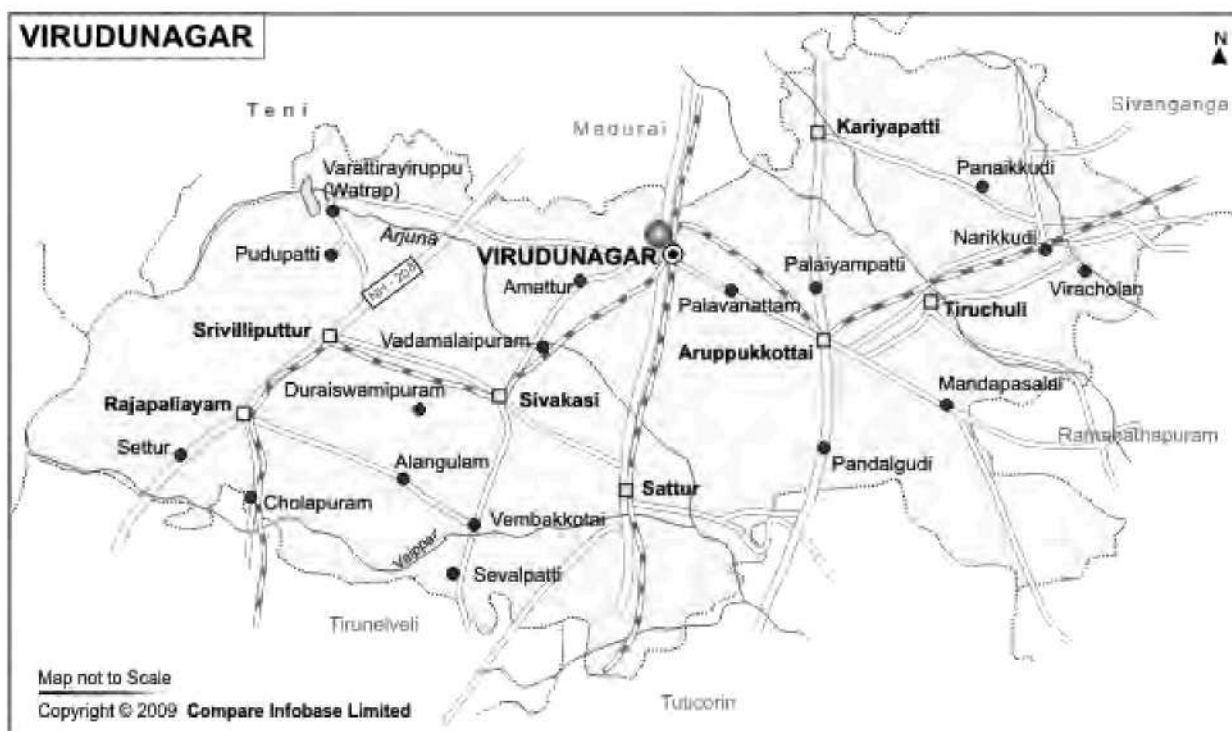 VIRUDUNAGAR
N
Teni
Madurai
Sivanganga
Kariyapatti
Varattirayiruppu
(Watrap)
Panaikkudi
Arjuna
Narikkudi
Pudupatti
VIRUDUNAGAR
Palaiyampatti
NH - 208
Amattur
Palavanattam
Viracholan
Tiruchuli
Srivilliputtur
Vadamalaipuram
Aruppukkottai
Duraiswamipuram
Mandapasalai
Rajapaliayam
Sivakasi
Ramanathapuram
Settur
Alangulam
Pandalgudi
Sattur
Cholapuram
Vembakkotai
Vaippar
Sevalpatti
Tirunelveli
Map not to Scale
Tuticorin
Copyright © 2009 Compare Infobase Limited